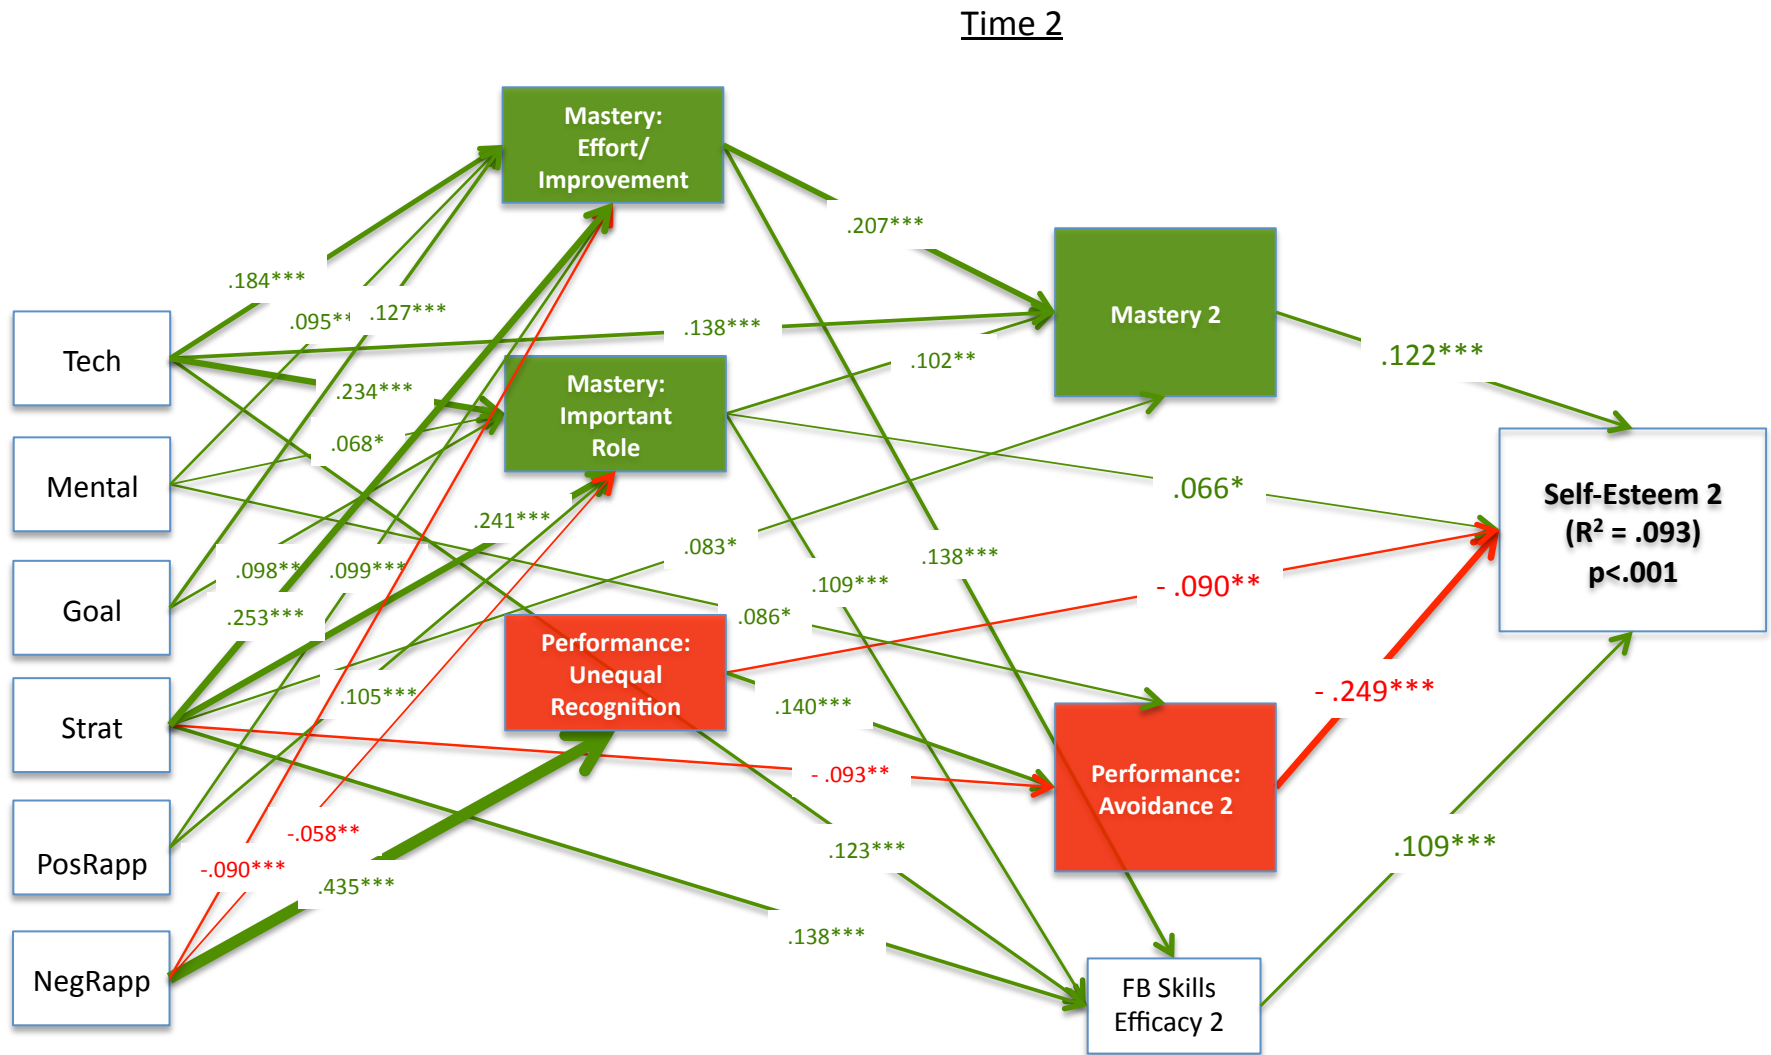 Time 2
Mastery:
Effort/
Improvement
.207***
.184***
.095**
.127***
.138***
Mastery 2
Tech
.102**
.122***
.234***
Mastery:
Important
Role
.068*
Mental
.066*
Self-Esteem 2
(R² = .093)
p<.001
.241***
.083*
.138***
.098**
.099***
.109***
- .090**
Goal
.253***
.086*
Performance:
Unequal
Recognition
.105***
.140***
- .249***
Strat
- .093**
Performance:
Avoidance 2
-.058**
.123***
.109***
PosRapp
-.090***
.435***
.138***
NegRapp
FB Skills
Efficacy 2